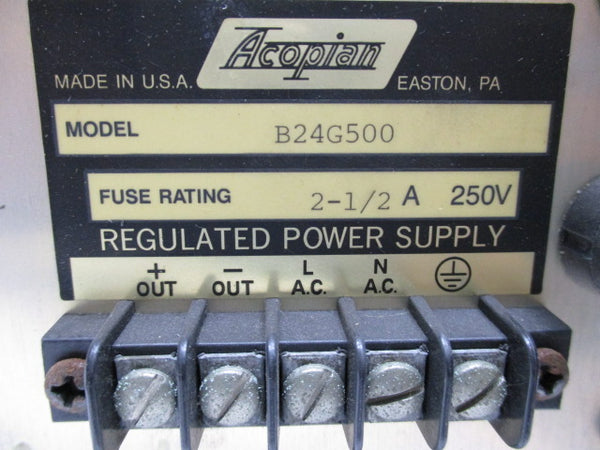 Acopian
MADE IN U.S.A. EASTON, PA
MODEL B24G500
FUSE RATING 2-1/2 A 250V
REGULATED POWER SUPPLY
+ − L N
OUT OUT A.C. A.C.